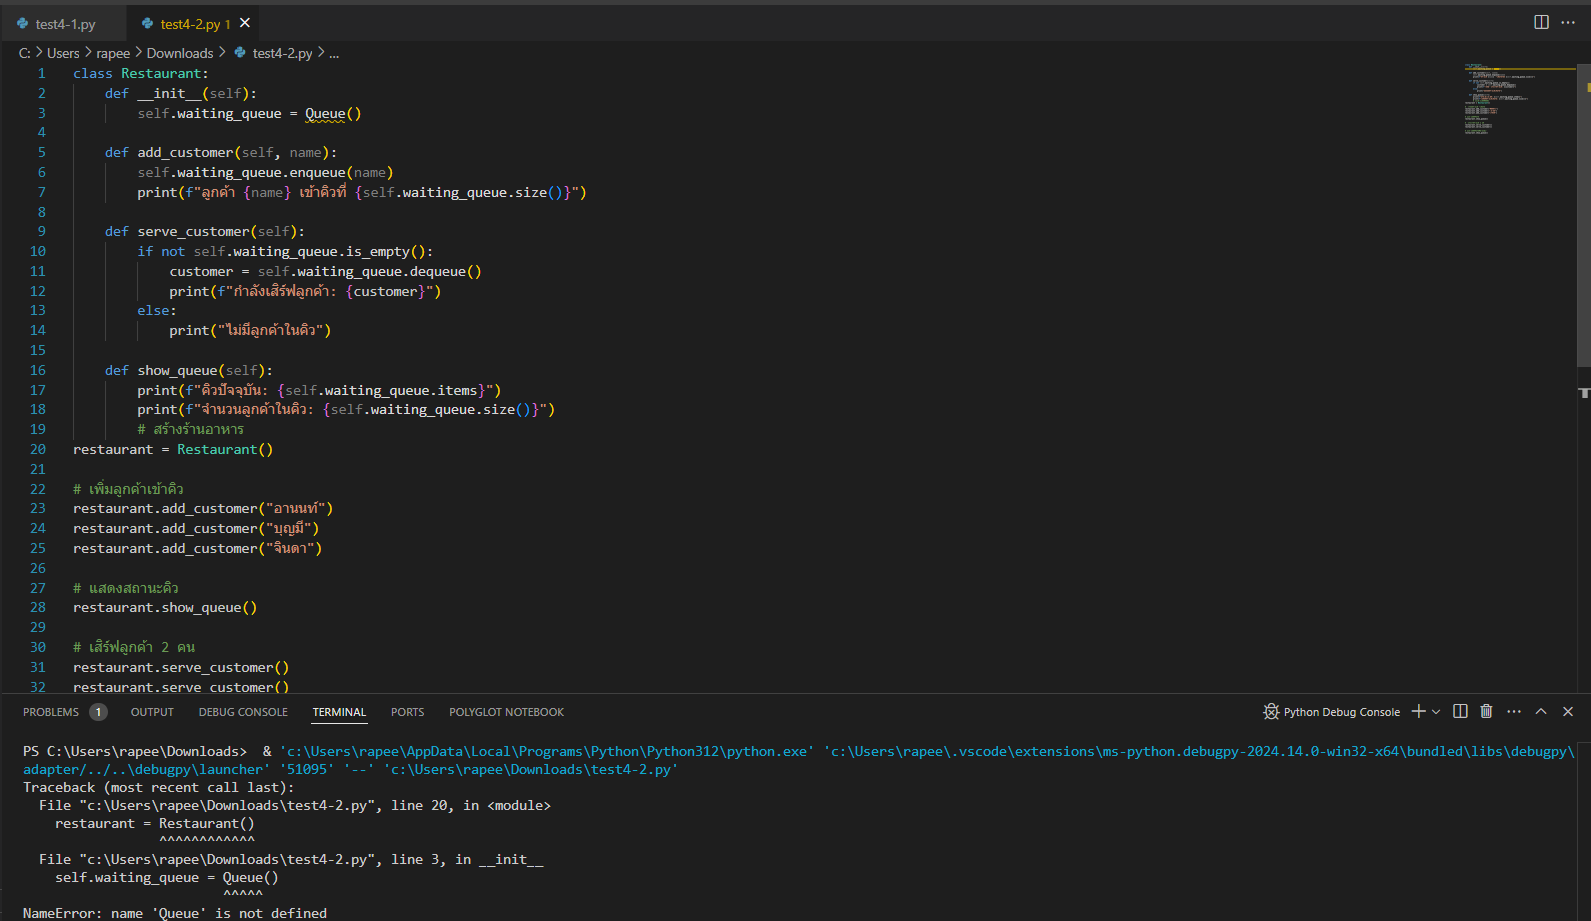 test4-1.py
test4-2.py 1
C: > Users > rapee > Downloads > test4-2.py > ...
1 class Restaurant:
2     def __init__(self):
3         self.waiting_queue = Queue()
4
5     def add_customer(self, name):
6         self.waiting_queue.enqueue(name)
7         print(f"ลูกค้า {name} เข้าคิวที่ {self.waiting_queue.size()}")
8
9     def serve_customer(self):
10         if not self.waiting_queue.is_empty():
11             customer = self.waiting_queue.dequeue()
12             print(f"กำลังเสิร์ฟลูกค้า: {customer}")
13         else:
14             print("ไม่มีลูกค้าในคิว")
15
16     def show_queue(self):
17         print(f"คิวปัจจุบัน: {self.waiting_queue.items}")
18         print(f"จำนวนลูกค้าในคิว: {self.waiting_queue.size()}")
19         # สร้างร้านอาหาร
20 restaurant = Restaurant()
21
22 # เพิ่มลูกค้าเข้าคิว
23 restaurant.add_customer("อานนท์")
24 restaurant.add_customer("บุญมี")
25 restaurant.add_customer("จินตา")
26
27 # แสดงสถานะคิว
28 restaurant.show_queue()
29
30 # เสิร์ฟลูกค้า 2 คน
31 restaurant.serve_customer()
32 restaurant.serve_customer()
PROBLEMS 1 OUTPUT DEBUG CONSOLE TERMINAL PORTS POLYGLOT NOTEBOOK
Python Debug Console
PS C:\Users\rapee\Downloads>  & 'c:\Users\rapee\AppData\Local\Programs\Python\Python312\python.exe' 'c:\Users\rapee\.vscode\extensions\ms-python.debugpy-2024.14.0-win32-x64\bundled\libs\debugpy\
adapter/../..\debugpy\launcher' '51095' '--' 'c:\Users\rapee\Downloads\test4-2.py'
Traceback (most recent call last):
  File "c:\Users\rapee\Downloads\test4-2.py", line 20, in <module>
    restaurant = Restaurant()
                 ^^^^^^^^^^^^
  File "c:\Users\rapee\Downloads\test4-2.py", line 3, in __init__
    self.waiting_queue = Queue()
                         ^^^^^
NameError: name 'Queue' is not defined